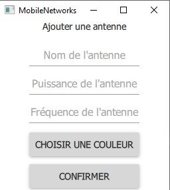 MobileNetworks
Ajouter une antenne
Nom de l'antenne
Puissance de l'antenne
Fréquence de l'antenne
CHOISIR UNE COULEUR
CONFIRMER